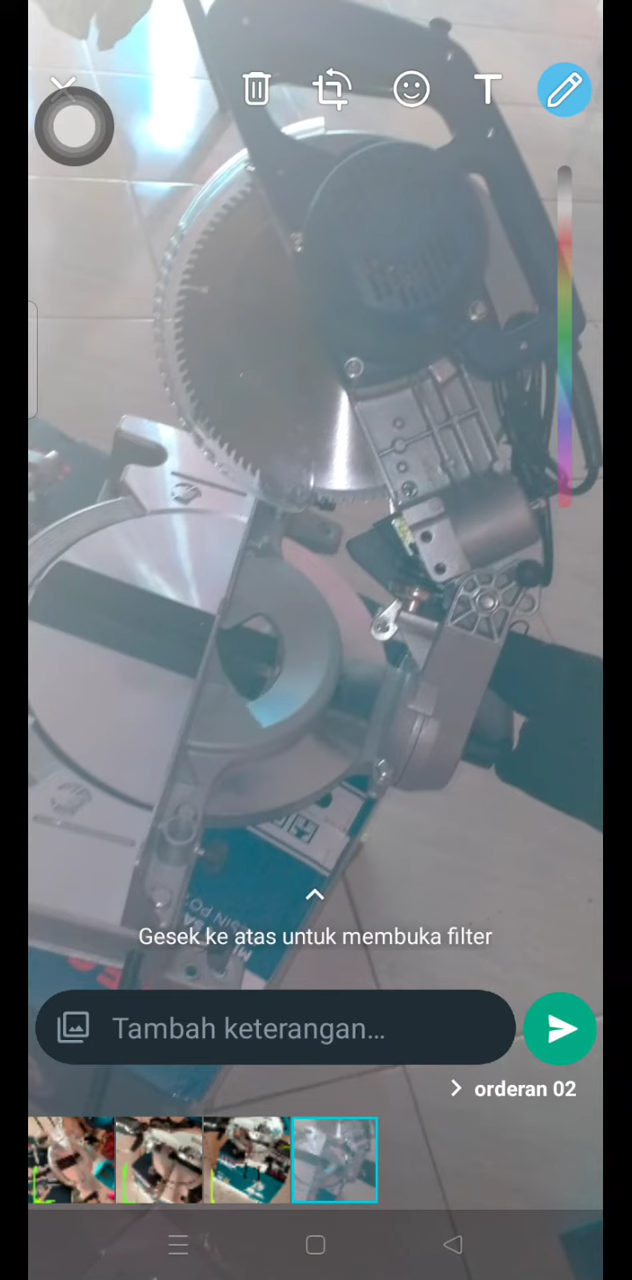 T
Gesek ke atas untuk membuka filter
Tambah keterangan...
orderan 02